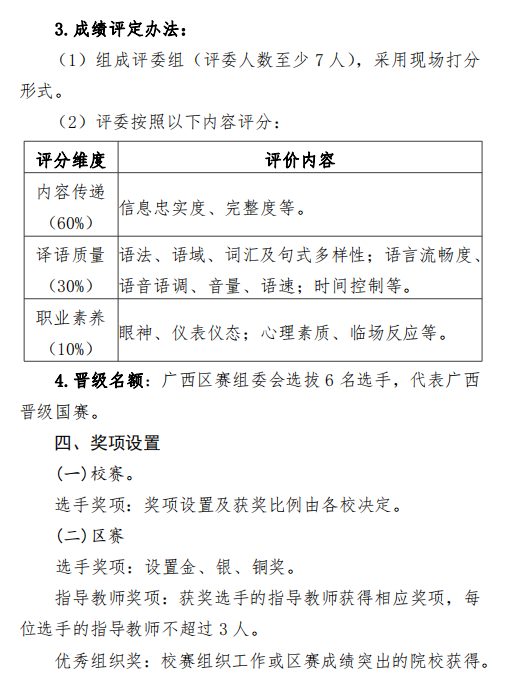 3.成绩评定办法：
（1）组成评委组（评委人数至少 7 人），采用现场打分
形式。
（2）评委按照以下内容评分：
评分维度 评价内容
内容传递
（60%）
信息忠实度、完整度等。
译语质量
（30%）
语法、语域、词汇及句式多样性；语言流畅度、
语音语调、音量、语速；时间控制等。
职业素养
（10%）
眼神、仪表仪态；心理素质、临场反应等。
4.晋级名额：广西区赛组委会选拔 6 名选手，代表广西
晋级国赛。
四、奖项设置
(一)校赛。
选手奖项：奖项设置及获奖比例由各校决定。
(二)区赛
选手奖项：设置金、银、铜奖。
指导教师奖项：获奖选手的指导教师获得相应奖项，每
位选手的指导教师不超过 3 人。
优秀组织奖：校赛组织工作或区赛成绩突出的院校获得。